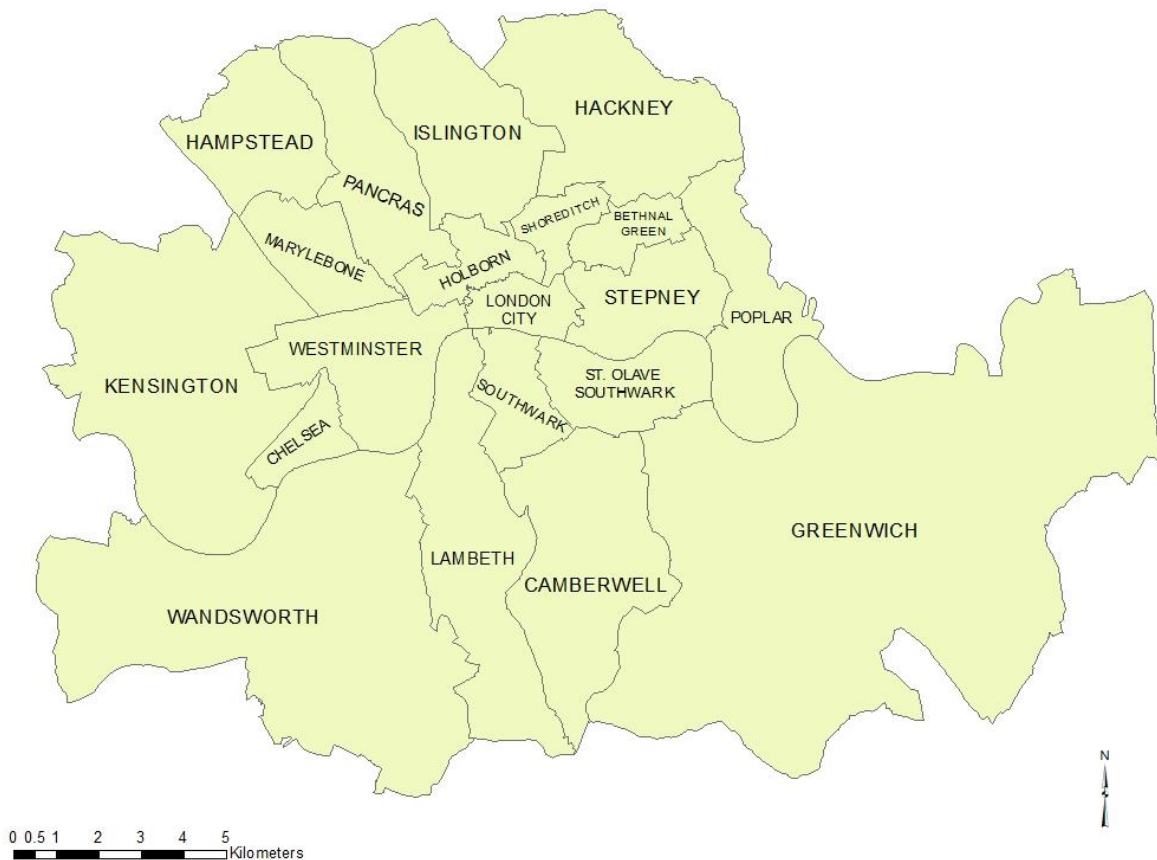 HACKNEY
ISLINGTON
HAMPSTEAD
PANCRAS
SHOREDITCH
BETHNAL
GREEN
MARYLEBONE
HOLBORN
LONDON
CITY
STEPNEY
POPLAR
WESTMINSTER
KENSINGTON
ST. OLAVE
SOUTHWARK
SOUTHWARK
CHELSEA
GREENWICH
LAMBETH
CAMBERWELL
WANDSWORTH
N
0 0.5 1 2 3 4 5
Kilometers